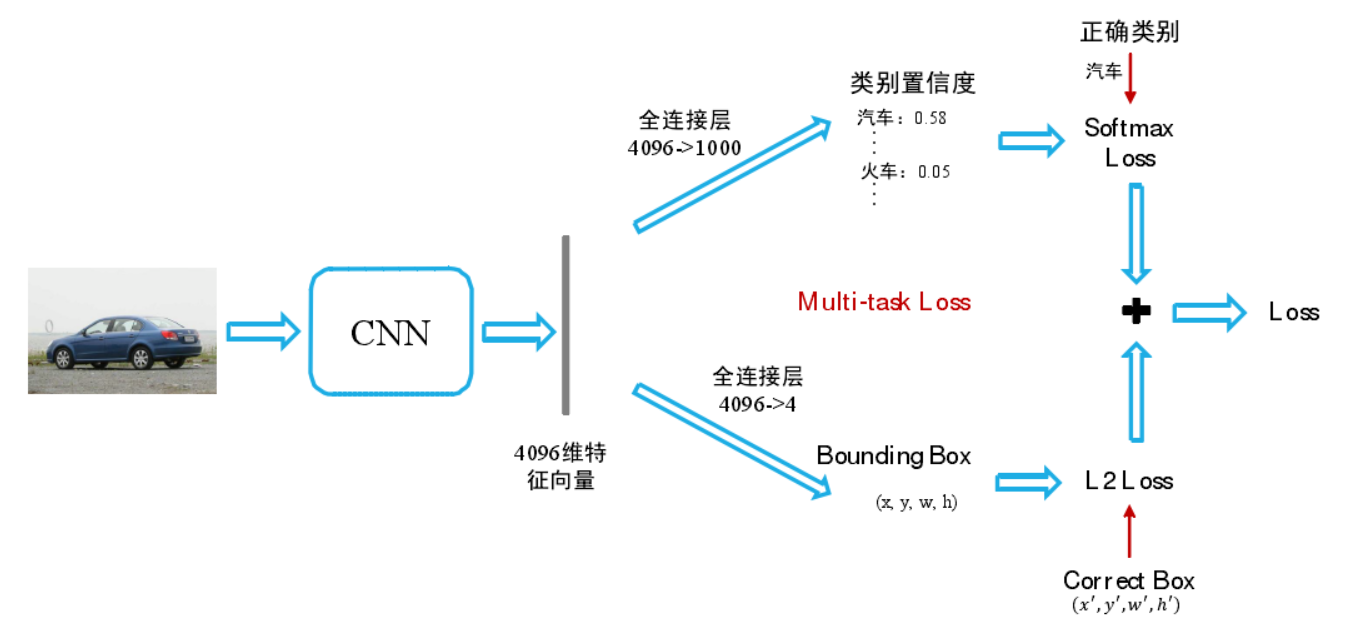 正确类别
汽车
类别置信度
汽车：0.58
⋮
火车：0.05
⋮
全连接层
4096->1000
Softmax
Loss
CNN
Multi-task Loss
+
Loss
全连接层
4096->4
4096维特
征向量
Bounding Box
(x, y, w, h)
L2 Loss
Correct Box
(x′, y′, w′, h′)